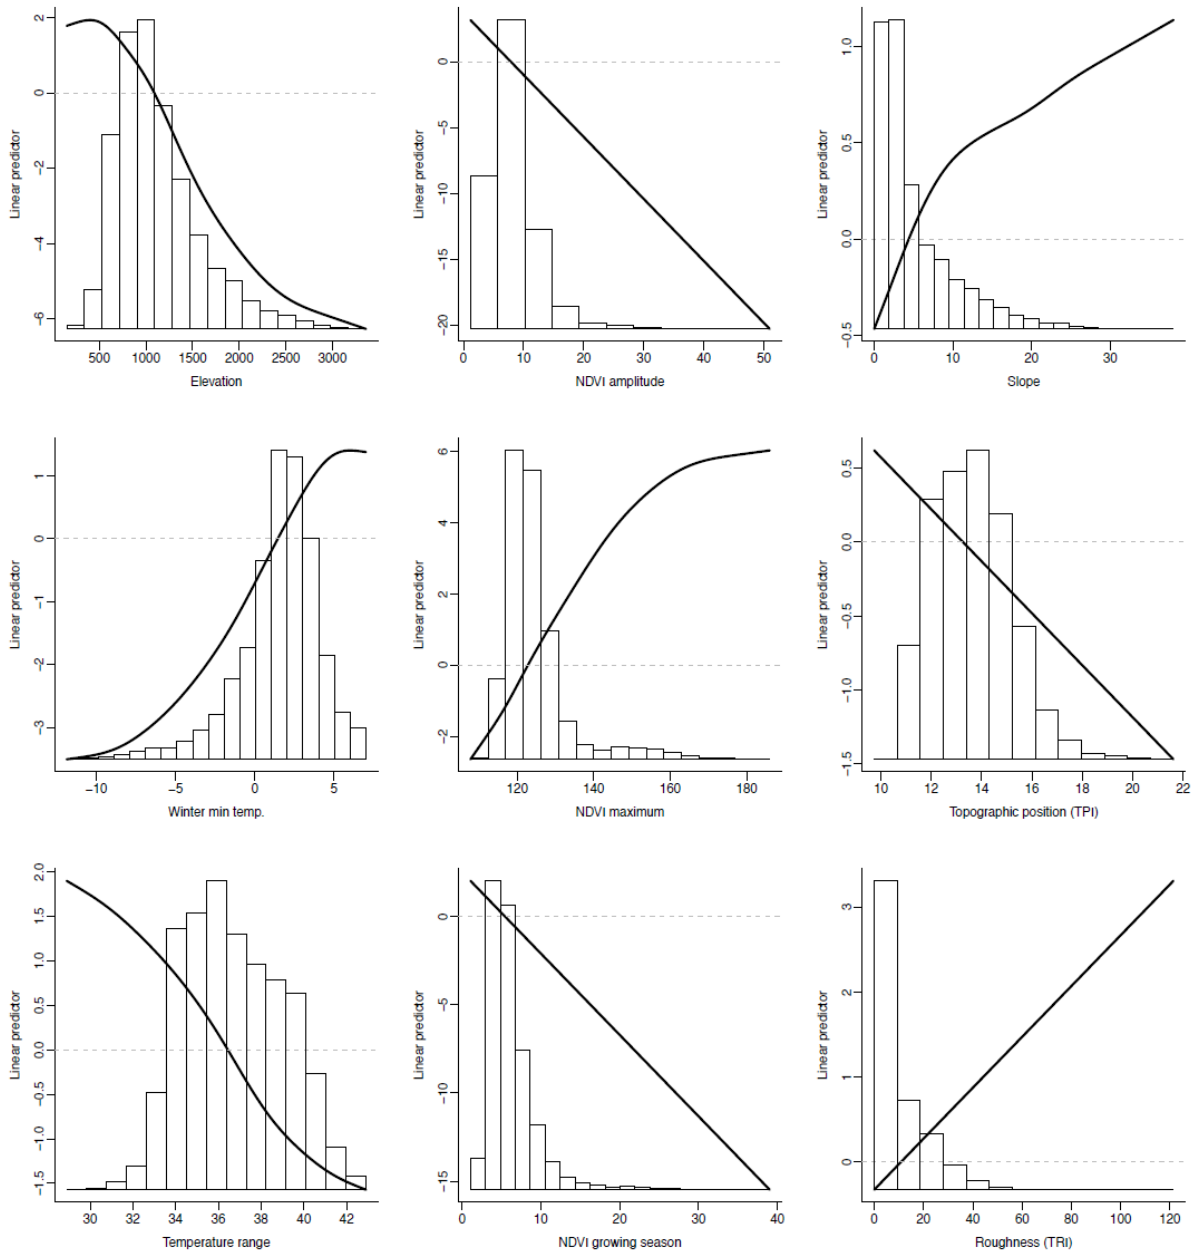 2
0
−2
−4
−6
Linear predictor
500 1000 1500 2000 2500 3000
Elevation
0
−5
−10
−15
−20
Linear predictor
0 10 20 30 40 50
NDVI amplitude
1.0
0.5
0.0
−0.5
Linear predictor
0 10 20 30
Slope
1
0
−1
−2
−3
Linear predictor
−10 −5 0 5
Winter min temp.
6
4
2
0
−2
Linear predictor
120 140 160 180
NDVI maximum
0.5
0.0
−0.5
−1.0
−1.5
Linear predictor
10 12 14 16 18 20 22
Topographic position (TPI)
2.0
1.5
1.0
0.5
0.0
−0.5
−1.0
−1.5
Linear predictor
30 32 34 36 38 40 42
Temperature range
0
−5
−10
−15
Linear predictor
0 10 20 30 40
NDVI growing season
3
2
1
0
Linear predictor
0 20 40 60 80 100 120
Roughness (TRI)